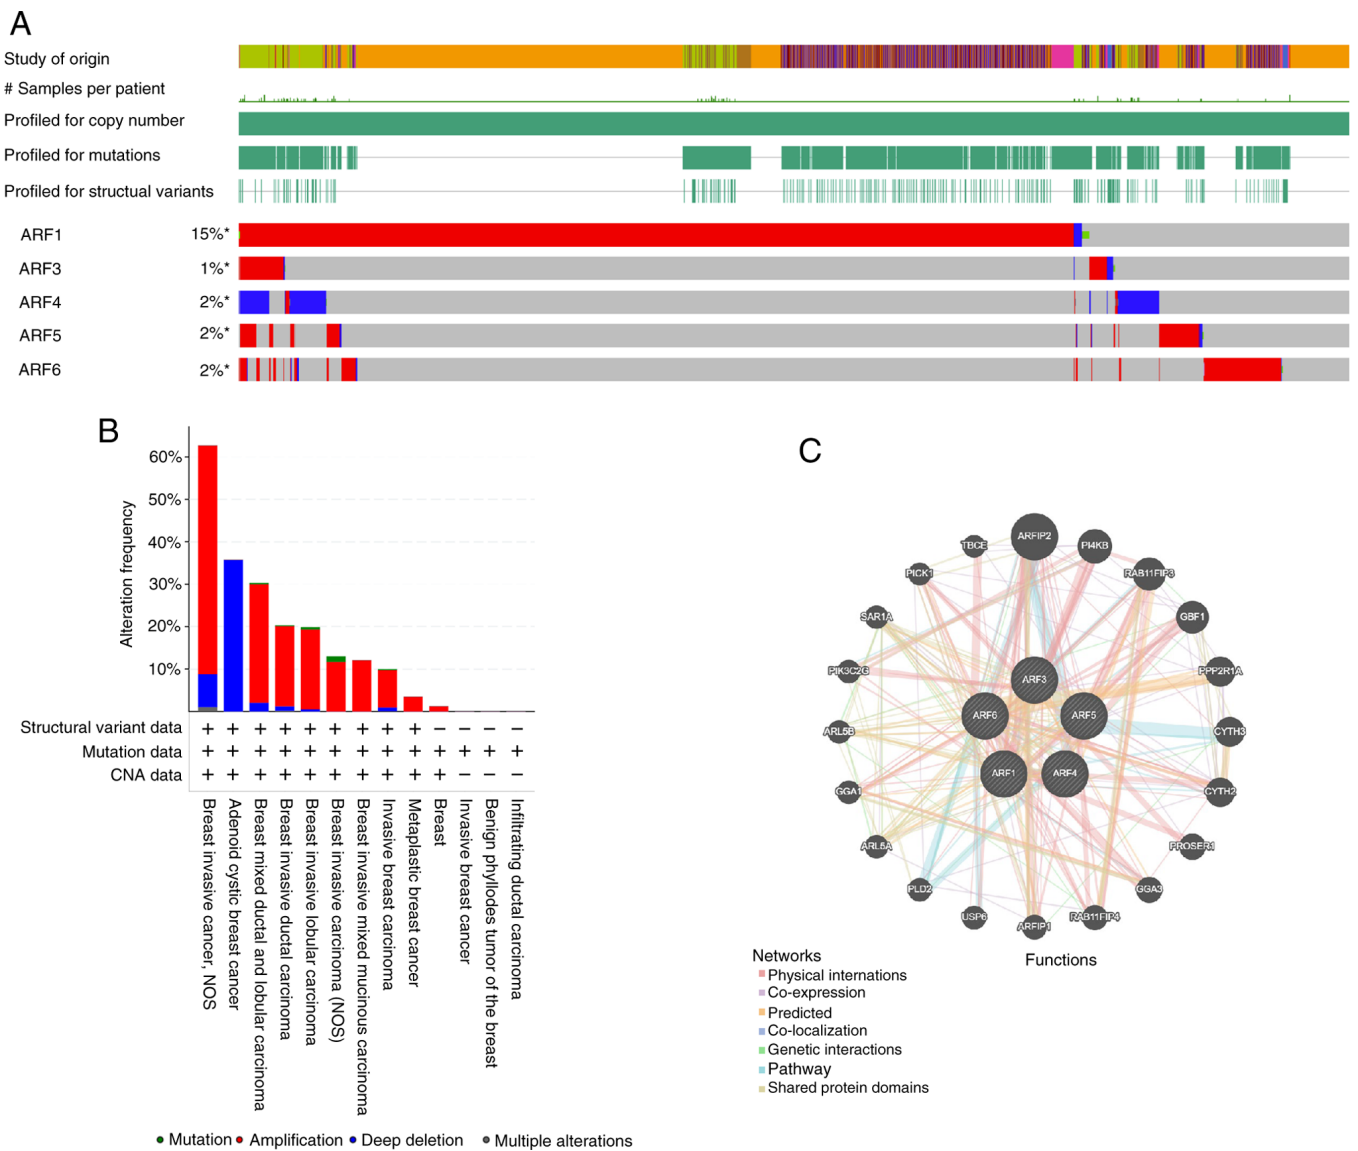 A
Study of origin
# Samples per patient
Profiled for copy number
Profiled for mutations
Profiled for structual variants
ARF1 15%*
ARF3 1%*
ARF4 2%*
ARF5 2%*
ARF6 2%*
B
Alteration frequency
60%
50%
40%
30%
20%
10%
Structural variant data + + + + + + + + + − − − −
Mutation data + + + + + + + + + + + + +
CNA data + + + + + + + + + + − − −
Breast invasive cancer, NOS
Adenoid cystic breast cancer
Breast mixed ductal and lobular carcinoma
Breast invasive ductal carcinoma
Breast invasive lobular carcinoma
Breast invasive carcinoma (NOS)
Breast invasive mixed mucinous carcinoma
Invasive breast carcinoma
Metaplastic breast cancer
Breast
Invasive breast cancer
Benign phyllodes tumor of the breast
Infiltrating ductal carcinoma
Mutation Amplification Deep deletion Multiple alterations
C
ARFIP2
TBCE
PI4KB
PICK1
RAB11FIP3
SAR1A
GBF1
PIK3C2G
PPP2R1A
ARF3
ARF6
ARF5
ARL5B
CYTH3
ARF1
ARF4
GGA1
CYTH2
ARL5A
PROSER1
PLD2
GGA3
USP6
RAB11FIP4
ARFIP1
Networks
Functions
Physical internations
Co-expression
Predicted
Co-localization
Genetic interactions
Pathway
Shared protein domains